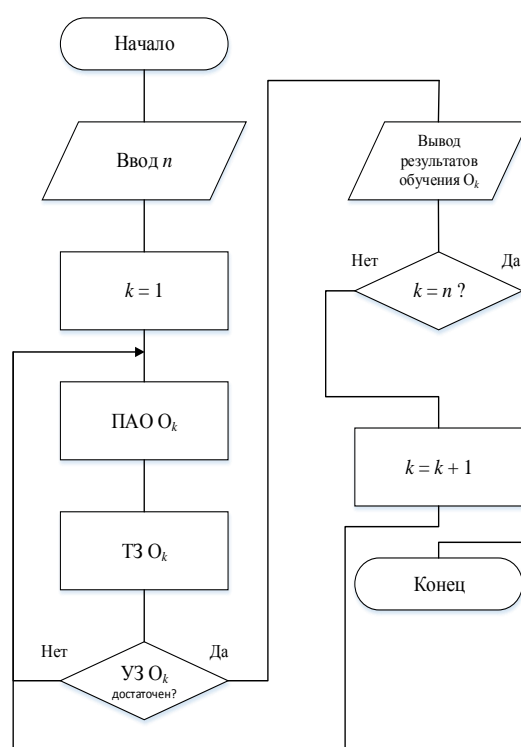 Начало
Ввод n
k = 1
ПАО Ok
ТЗ Ok
Нет
Да
УЗ Ok
достаточен?
Вывод
результатов
обучения Ok
Нет
Да
k = n ?
k = k + 1
Конец